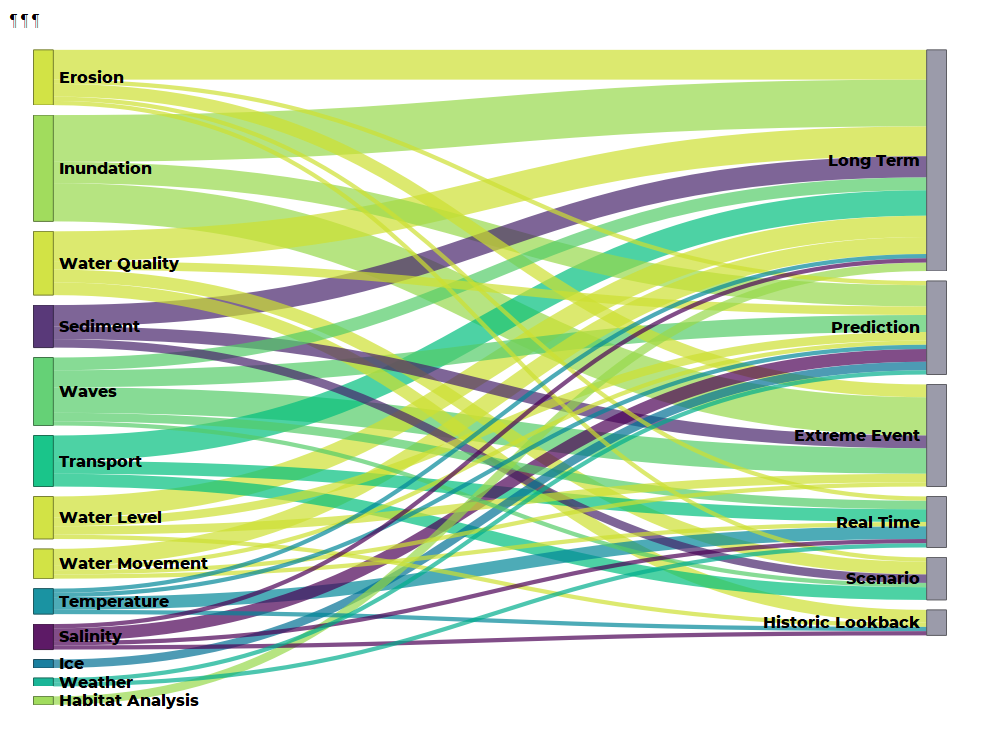 ¶ ¶ ¶
Erosion
Inundation
Water Quality
Sediment
Waves
Transport
Water Level
Water Movement
Temperature
Salinity
Ice
Weather
Habitat Analysis
Long Term
Prediction
Extreme Event
Real Time
Scenario
Historic Lookback